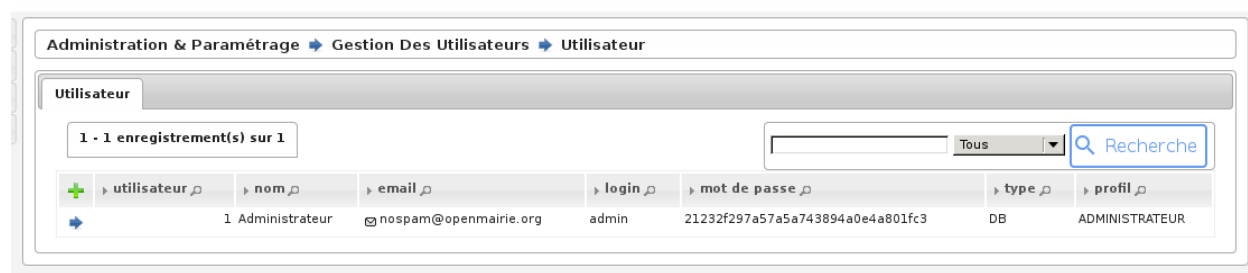 Administration & Paramétrage Gestion Des Utilisateurs Utilisateur
Utilisateur
1 - 1 enregistrement(s) sur 1
Tous Recherche
utilisateur nom email login mot de passe type profil
1 Administrateur nospam@openmairie.org admin 21232f297a57a5a743894a0e4a801fc3 DB ADMINISTRATEUR